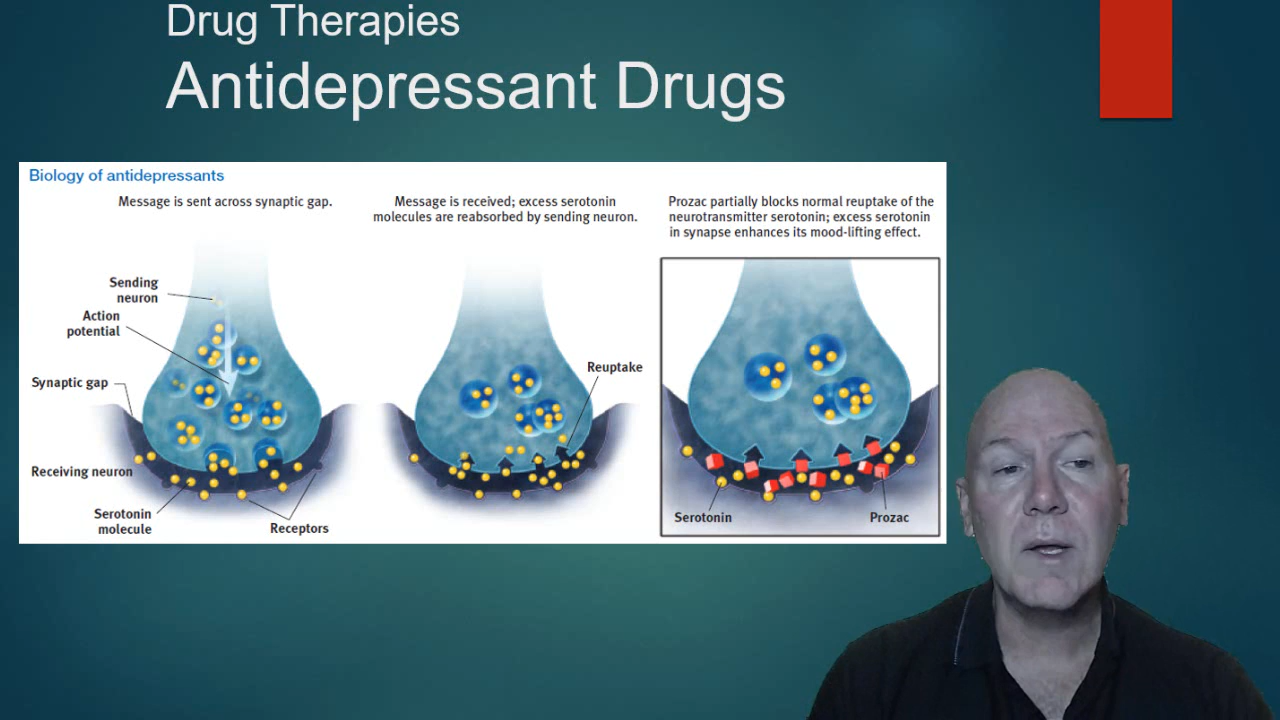 Drug Therapies
Antidepressant Drugs
Biology of antidepressants
Message is sent across synaptic gap.
Sending
neuron
Action
potential
Synaptic gap
Receiving neuron
Serotonin
molecule
Receptors
Message is received; excess serotonin
molecules are reabsorbed by sending neuron.
Reuptake
Prozac partially blocks normal reuptake of the
neurotransmitter serotonin; excess serotonin
in synapse enhances its mood-lifting effect.
Serotonin
Prozac